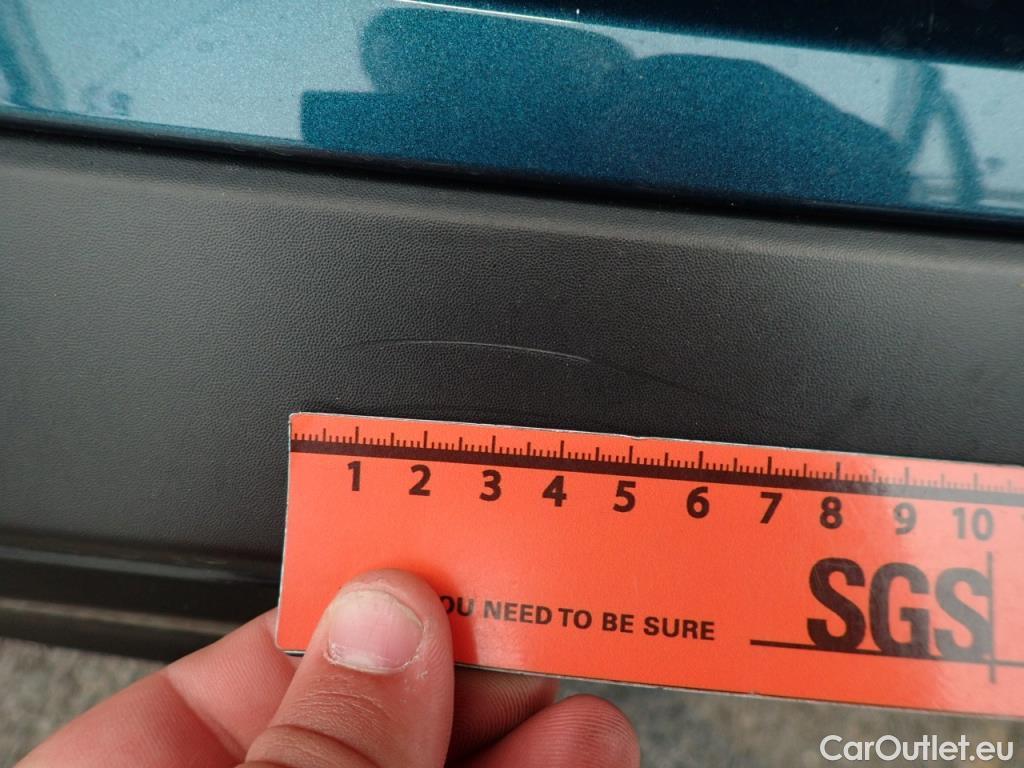 1 2 3 4 5 6 7 8 9 10
OU NEED TO BE SURE
SGS
CarOutlet.eu